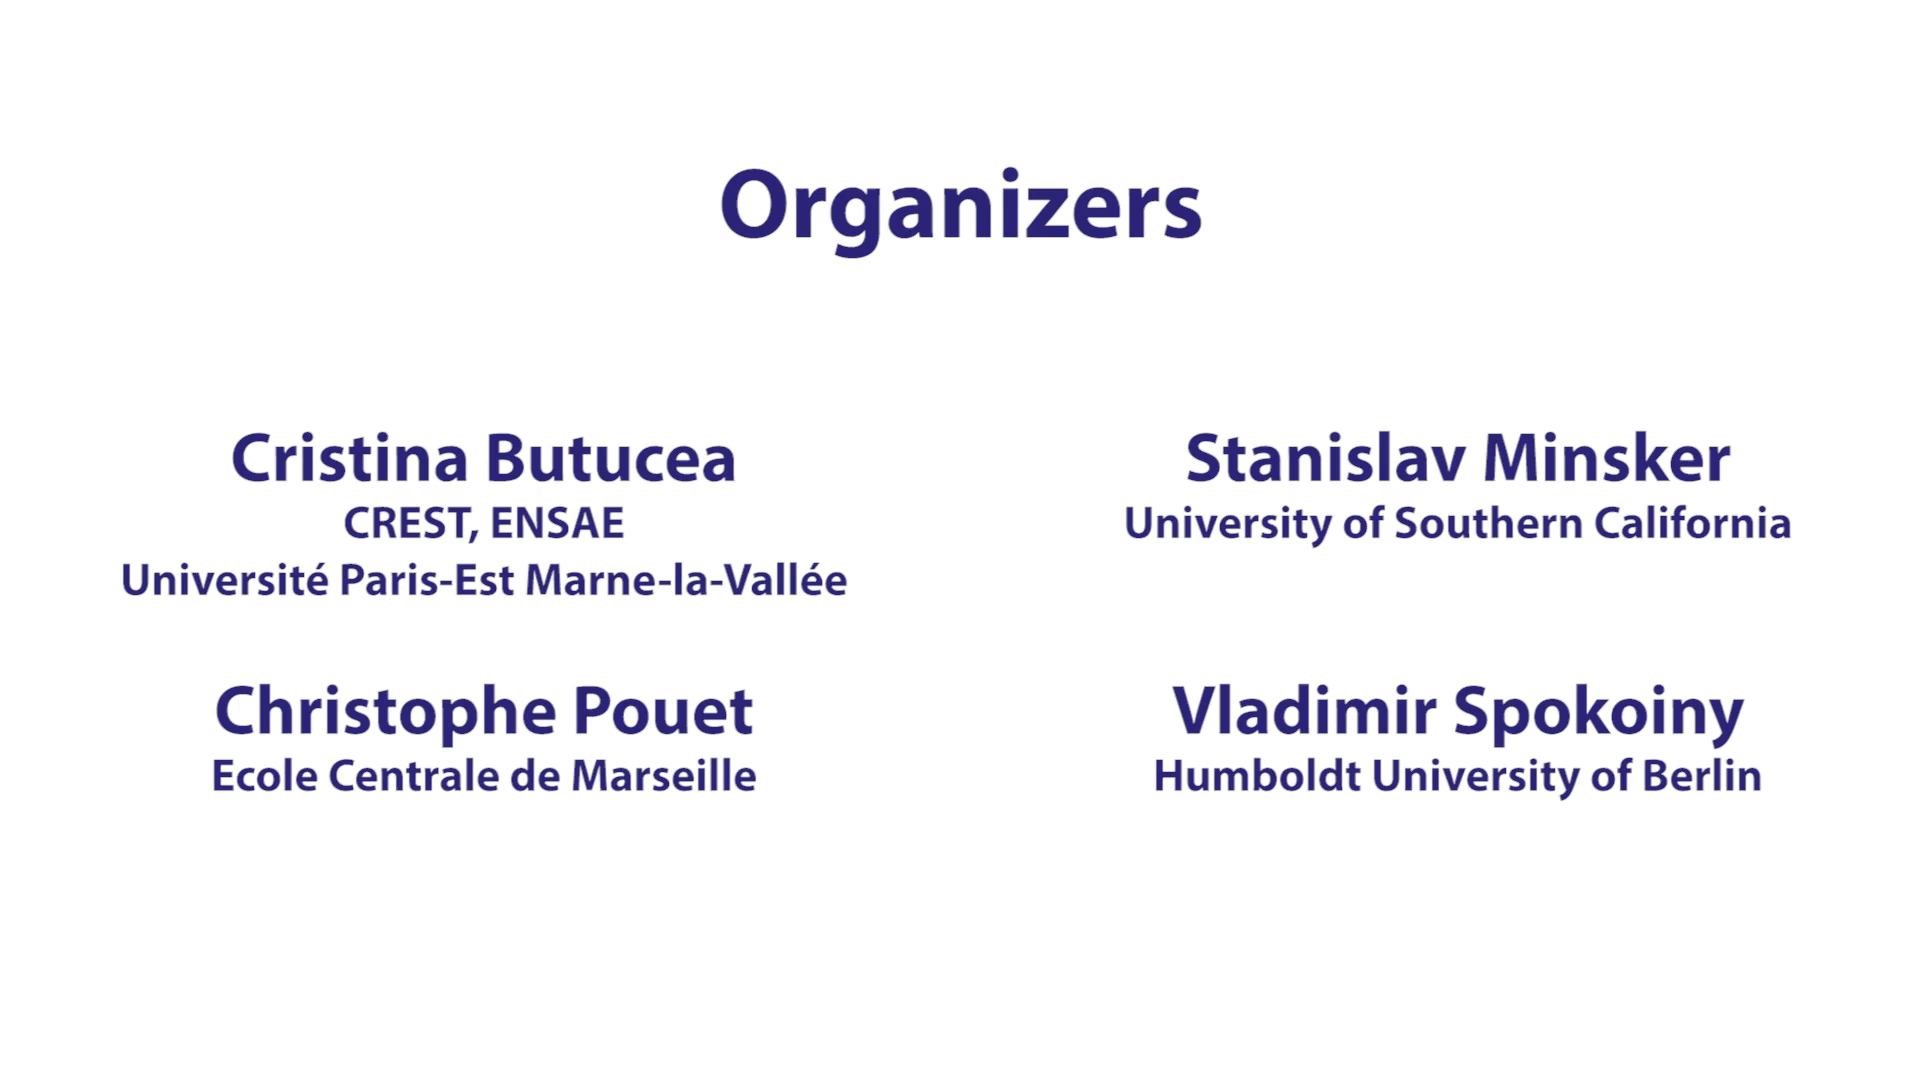 Organizers
Cristina Butucea
CREST, ENSAE
Université Paris-Est Marne-la-Vallée
Stanislav Minsker
University of Southern California
Christophe Pouet
Ecole Centrale de Marseille
Vladimir Spokoiny
Humboldt University of Berlin